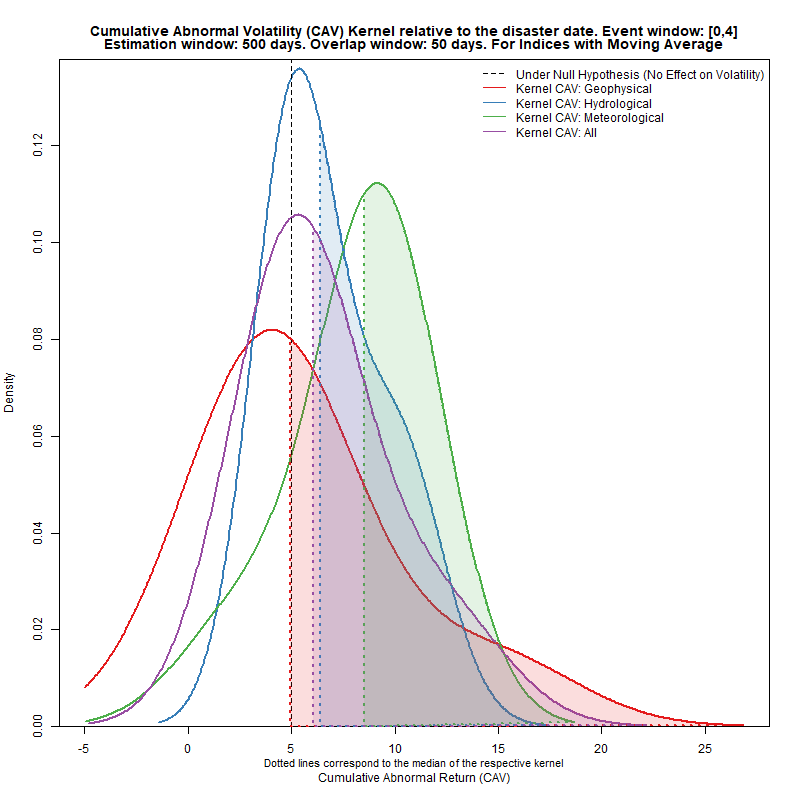 Cumulative Abnormal Volatility (CAV) Kernel relative to the disaster date. Event window: [0,4]
Estimation window: 500 days. Overlap window: 50 days. For Indices with Moving Average
Under Null Hypothesis (No Effect on Volatility)
Kernel CAV: Geophysical
Kernel CAV: Hydrological
Kernel CAV: Meteorological
Kernel CAV: All
Density
0.12
0.10
0.08
0.06
0.04
0.02
0.00
-5 0 5 10 15 20 25
Dotted lines correspond to the median of the respective kernel
Cumulative Abnormal Return (CAV)